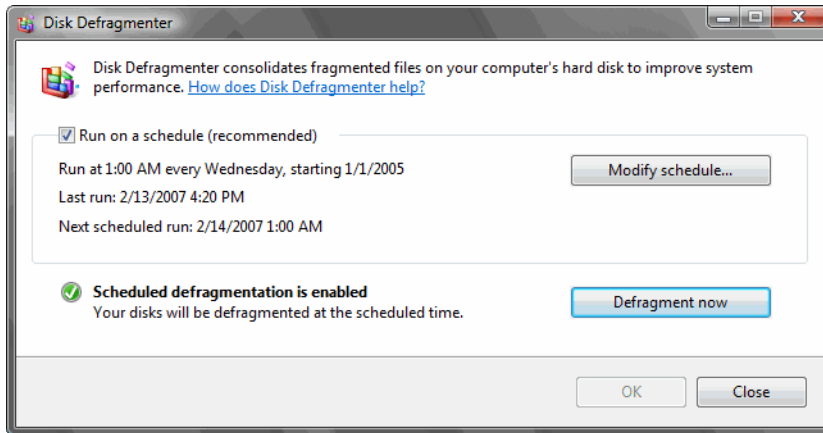 Disk Defragmenter
Disk Defragmenter consolidates fragmented files on your computer's hard disk to improve system
performance. How does Disk Defragmenter help?
Run on a schedule (recommended)
Run at 1:00 AM every Wednesday, starting 1/1/2005
Modify schedule...
Last run: 2/13/2007 4:20 PM
Next scheduled run: 2/14/2007 1:00 AM
Scheduled defragmentation is enabled
Your disks will be defragmented at the scheduled time.
Defragment now
OK
Close